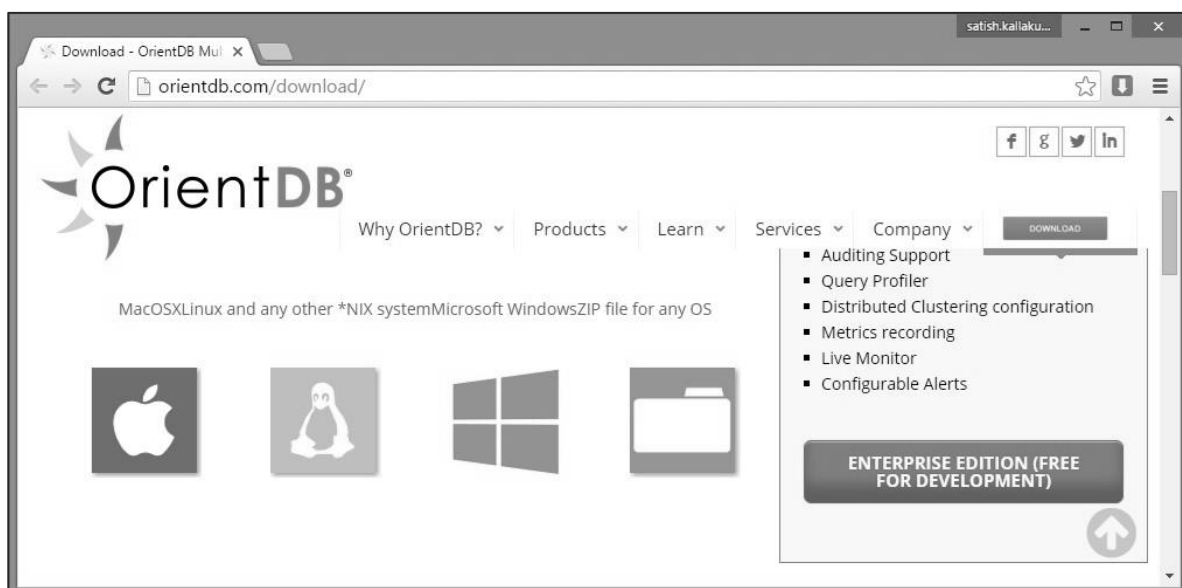 satish.kallaku...
Download - OrientDB Mul
orientdb.com/download/
OrientDB®
f g in
Why OrientDB? Products Learn Services Company DOWNLOAD
Auditing Support
Query Profiler
Distributed Clustering configuration
Metrics recording
Live Monitor
Configurable Alerts
MacOSXLinux and any other *NIX systemMicrosoft WindowsZIP file for any OS
ENTERPRISE EDITION (FREE
FOR DEVELOPMENT)